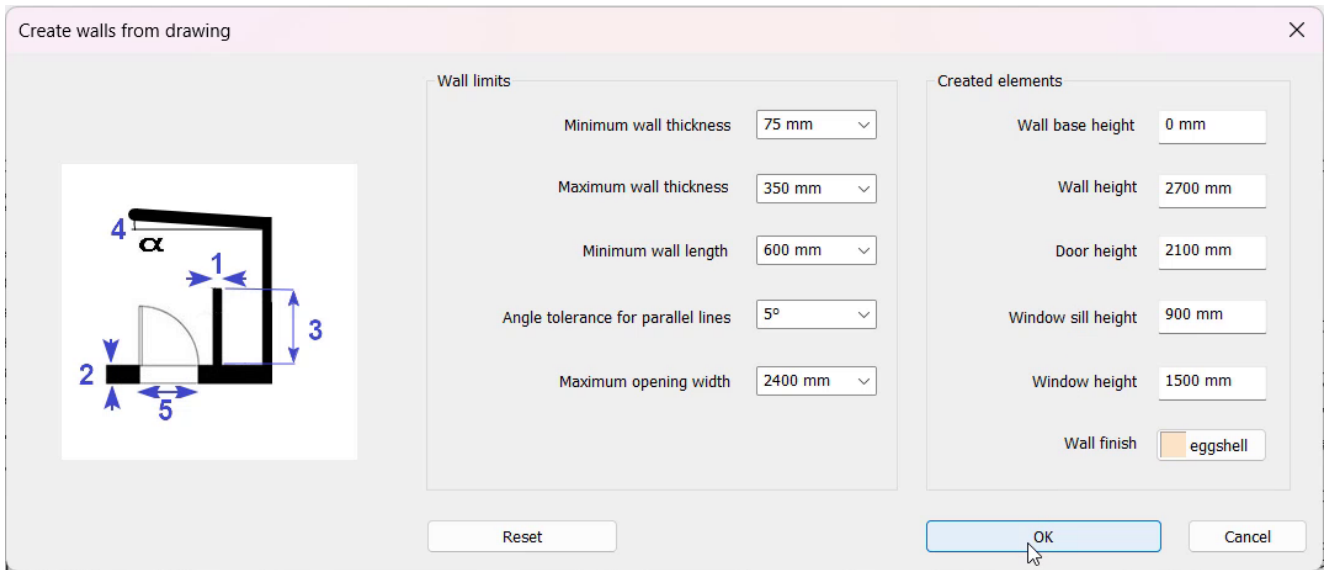 Create walls from drawing
4
α
1
3
2
5
Wall limits
Minimum wall thickness 75 mm
Maximum wall thickness 350 mm
Minimum wall length 600 mm
Angle tolerance for parallel lines 5°
Maximum opening width 2400 mm
Created elements
Wall base height 0 mm
Wall height 2700 mm
Door height 2100 mm
Window sill height 900 mm
Window height 1500 mm
Wall finish eggshell
Reset
OK
Cancel